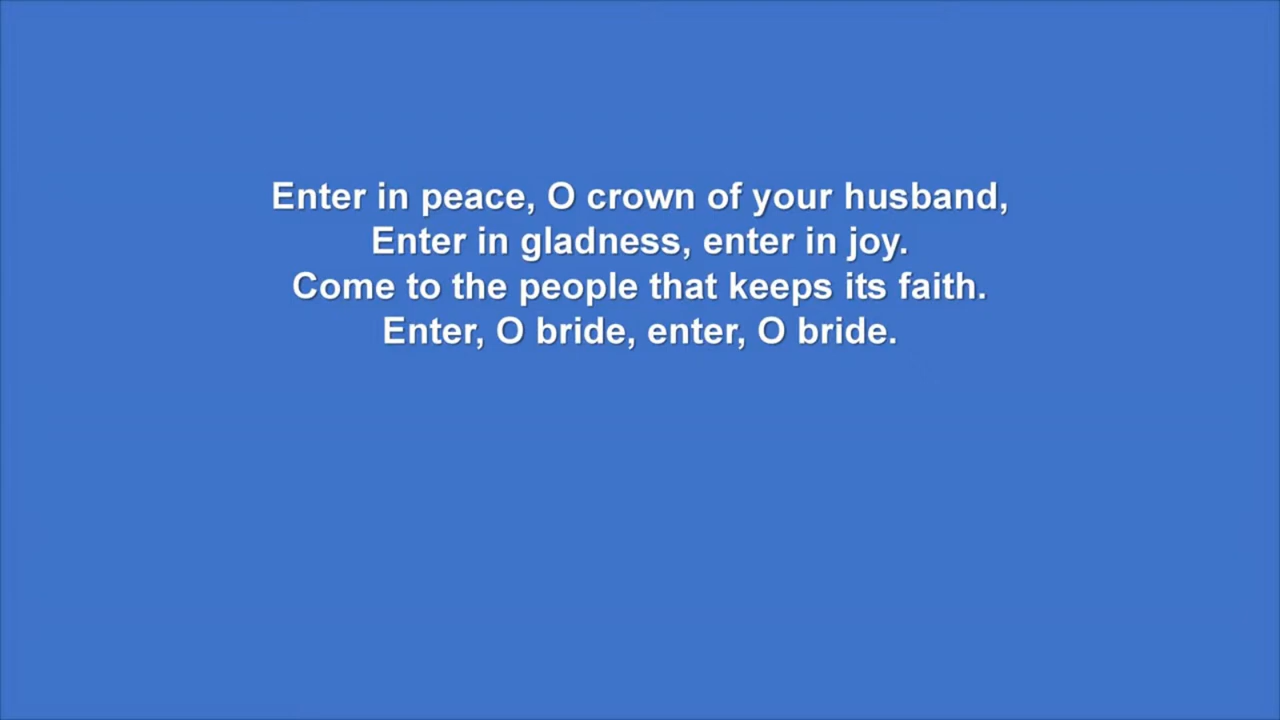 Enter in peace, O crown of your husband,
Enter in gladness, enter in joy.
Come to the people that keeps its faith.
Enter, O bride, enter, O bride.